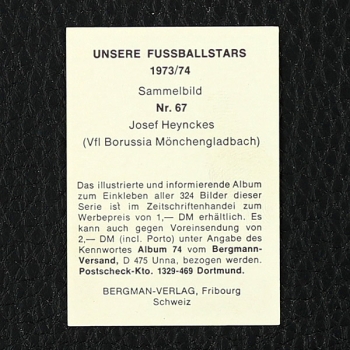 UNSERE FUSSBALLSTARS
1973/74
Sammelbild
Nr. 67
Josef Heynckes
(Vfl Borussia Mönchengladbach)
Das illustrierte und informierende Album
zum Einkleben aller 324 Bilder dieser
Serie ist im Zeitschriftenhandel zum
Werbepreis von 1,— DM erhältlich. Es
kann auch gegen Voreinsendung von
2,— DM (incl. Porto) unter Angabe des
Kennwortes Album 74 vom Bergmann-
Versand, D 475 Unna, bezogen werden.
Postscheck-Kto. 1329-469 Dortmund.
BERGMAN-VERLAG, Fribourg
Schweiz